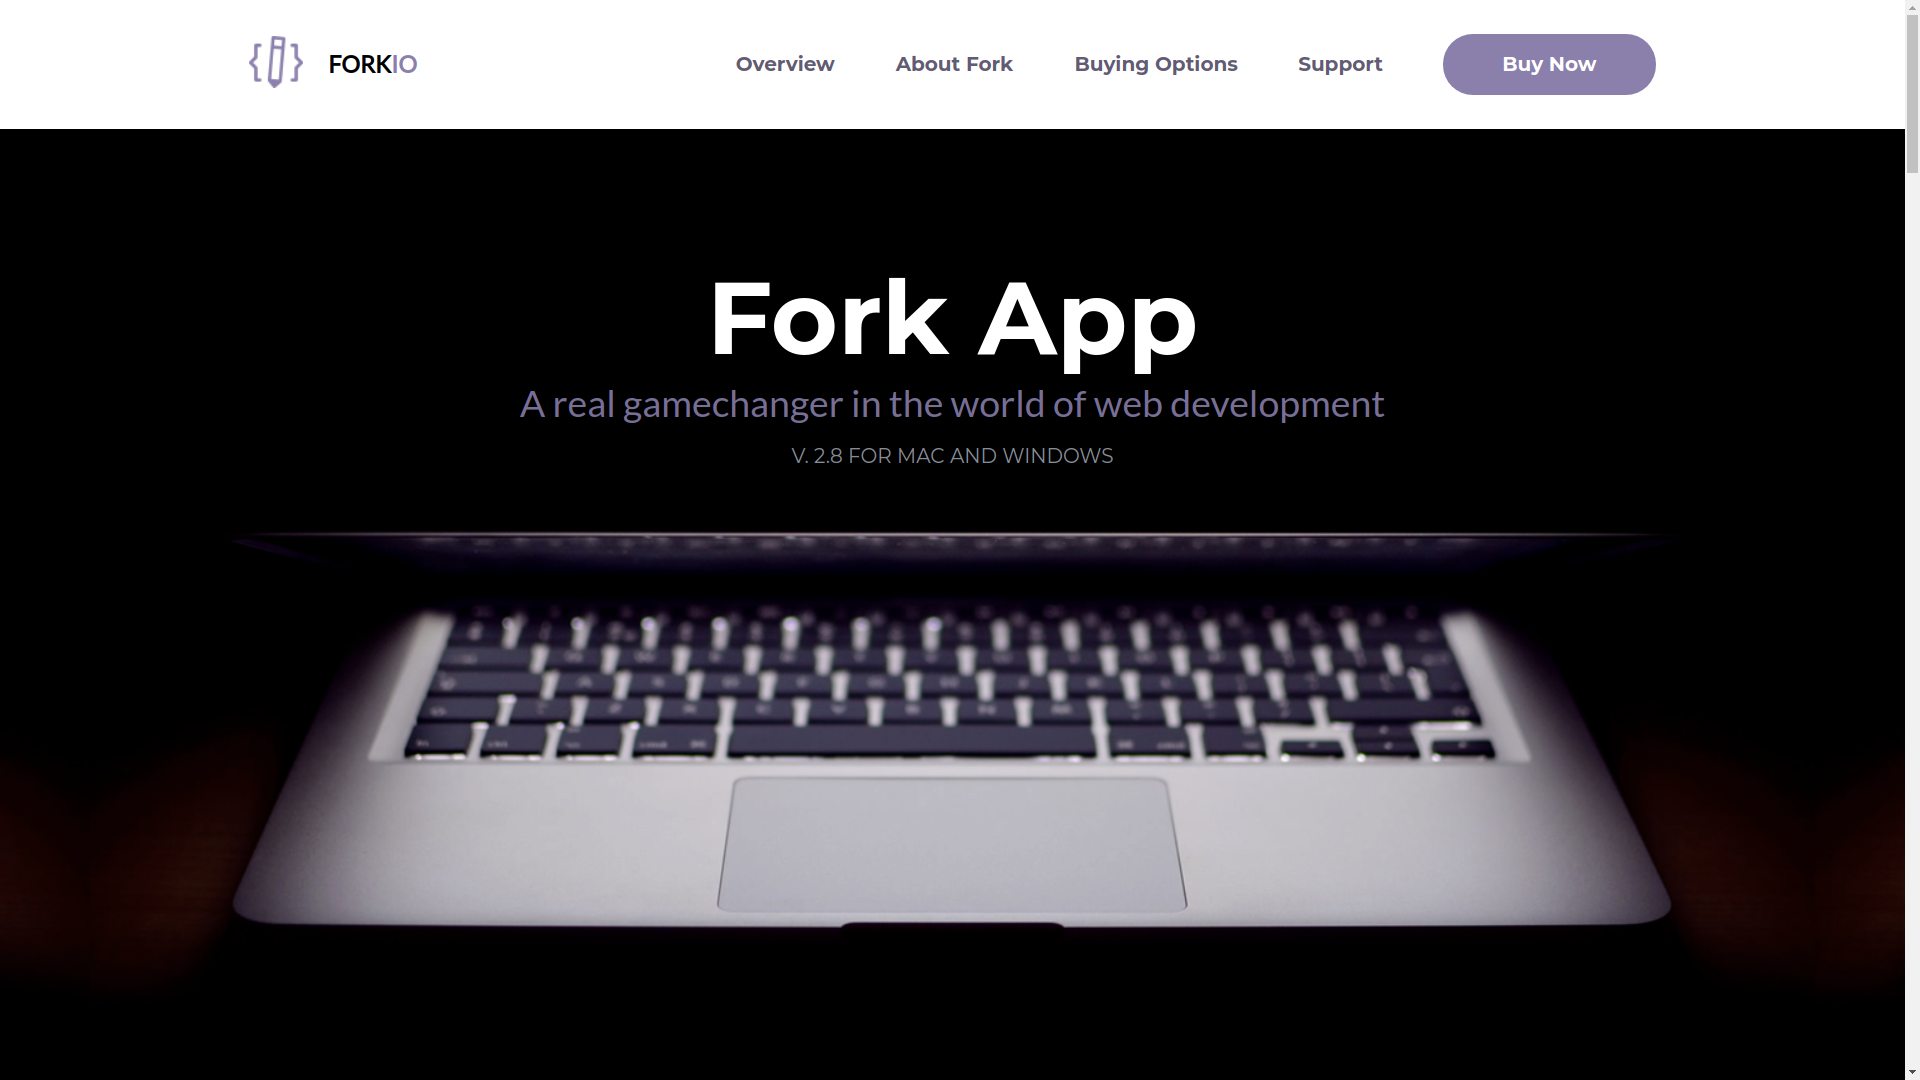 FORKIO
Overview
About Fork
Buying Options
Support
Buy Now
Fork App
A real gamechanger in the world of web development
V. 2.8 FOR MAC AND WINDOWS